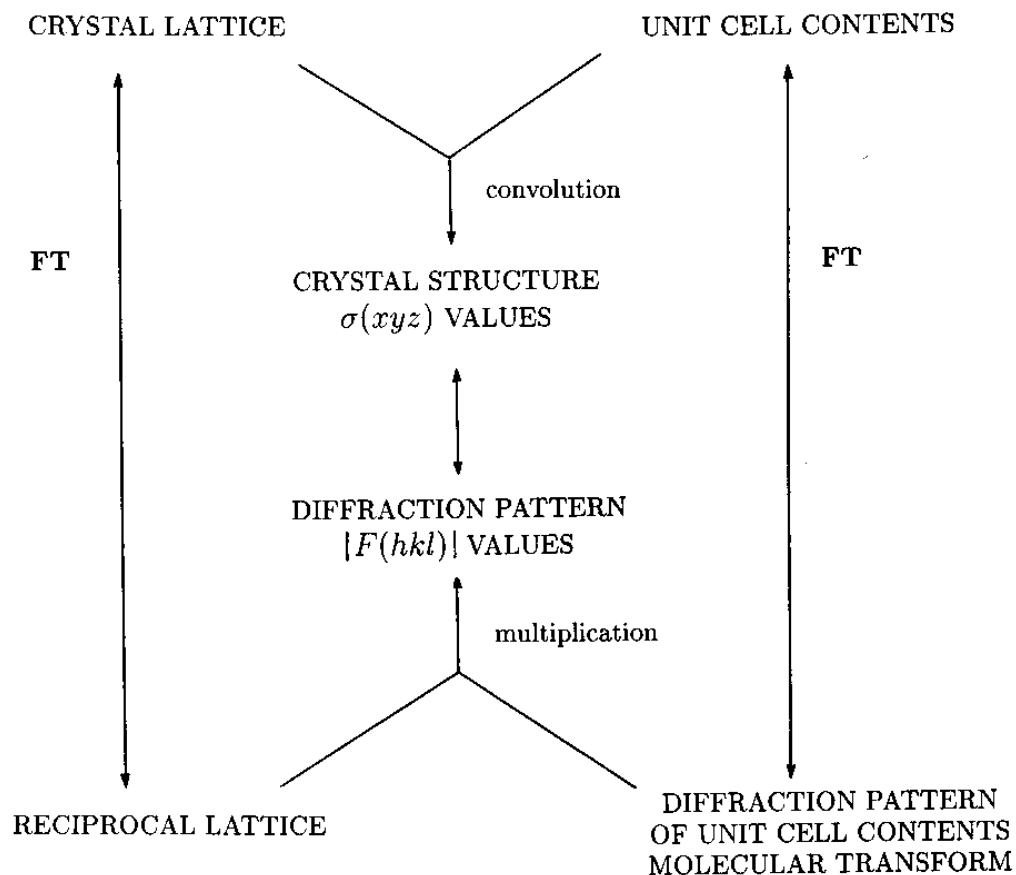 CRYSTAL LATTICE
UNIT CELL CONTENTS
convolution
FT
FT
CRYSTAL STRUCTURE
σ(xyz) VALUES
DIFFRACTION PATTERN
|F(hkl)| VALUES
multiplication
RECIPROCAL LATTICE
DIFFRACTION PATTERN
OF UNIT CELL CONTENTS
MOLECULAR TRANSFORM